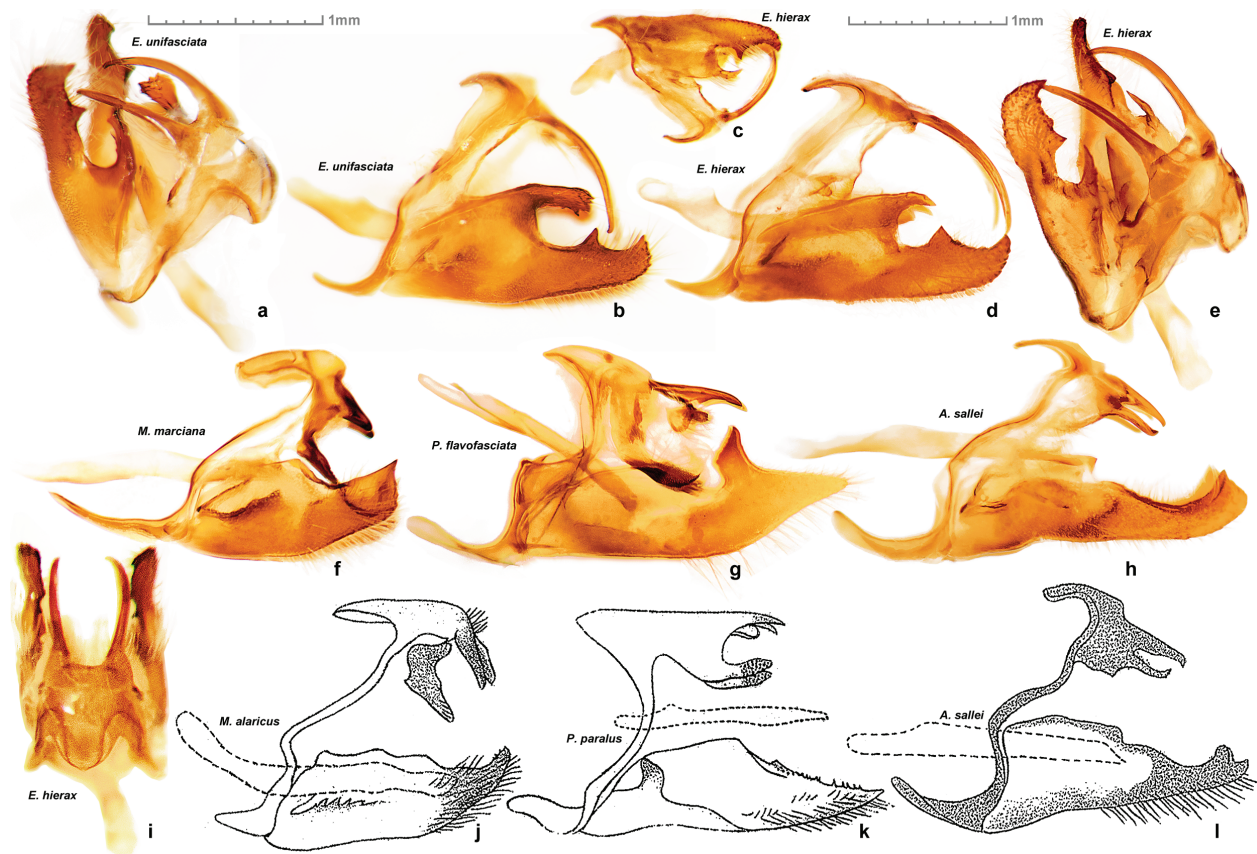 1mm
1mm
E. unifasciata
E. hierax
E. hierax
c
E. unifasciata
E. hierax
a
b
d
e
M. marciana
P. flavofasciata
A. sallei
f
g
h
M. alaricus
P. paralus
A. sallei
E. hierax
i
j
k
l